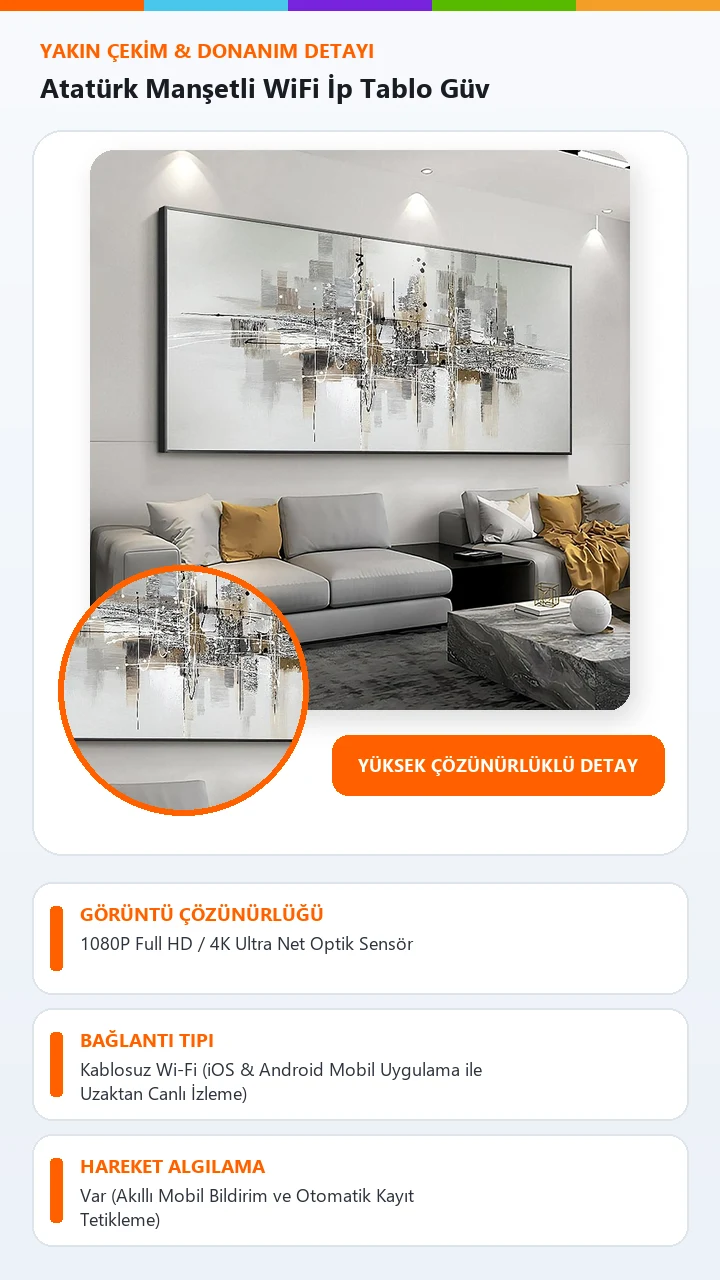 YAKIN ÇEKİM & DONANIM DETAYI
Atatürk Manşetli WiFi İp Tablo Güv
YÜKSEK ÇÖZÜNÜRLÜKLÜ DETAY
GÖRÜNTÜ ÇÖZÜNÜRLÜĞÜ
1080P Full HD / 4K Ultra Net Optik Sensör
BAĞLANTI TIPI
Kablosuz Wi-Fi (iOS & Android Mobil Uygulama ile
Uzaktan Canlı İzleme)
HAREKET ALGILAMA
Var (Akıllı Mobil Bildirim ve Otomatik Kayıt
Tetikleme)